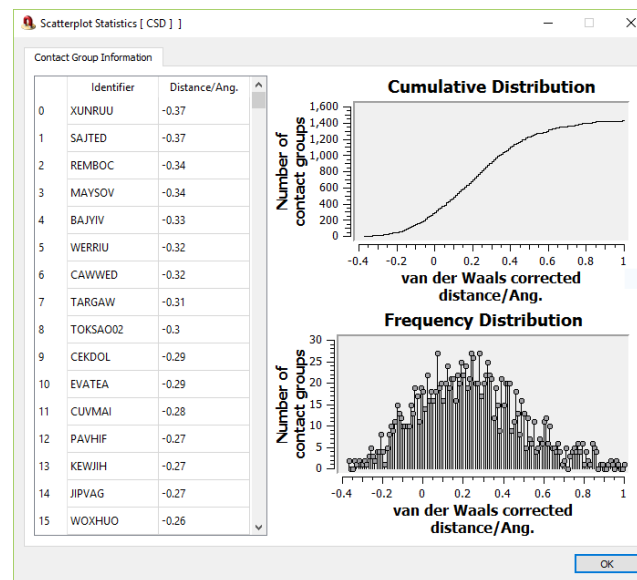 Scatterplot Statistics [ CSD ]  ]
Contact Group Information
Identifier Distance/Ang.
0 XUNRUU -0.37
1 SAJTED -0.37
2 REMBOC -0.34
3 MAYSOV -0.34
4 BAJYIV -0.33
5 WERRIU -0.32
6 CAWWED -0.32
7 TARGAW -0.31
8 TOKSAO02 -0.3
9 CEKDOL -0.29
10 EVATEA -0.29
11 CUVMAI -0.28
12 PAVHIF -0.27
13 KEWJIH -0.27
14 JIPVAG -0.27
15 WOXHUO -0.26
Cumulative Distribution
Number of
contact groups
1,600
1,400
1,200
1,000
800
600
400
200
0
-0.4 -0.2 0 0.2 0.4 0.6 0.8 1
van der Waals corrected
distance/Ang.
Frequency Distribution
Number of
contact groups
30
25
20
15
10
5
0
-0.4 -0.2 0 0.2 0.4 0.6 0.8 1
van der Waals corrected
distance/Ang.
OK